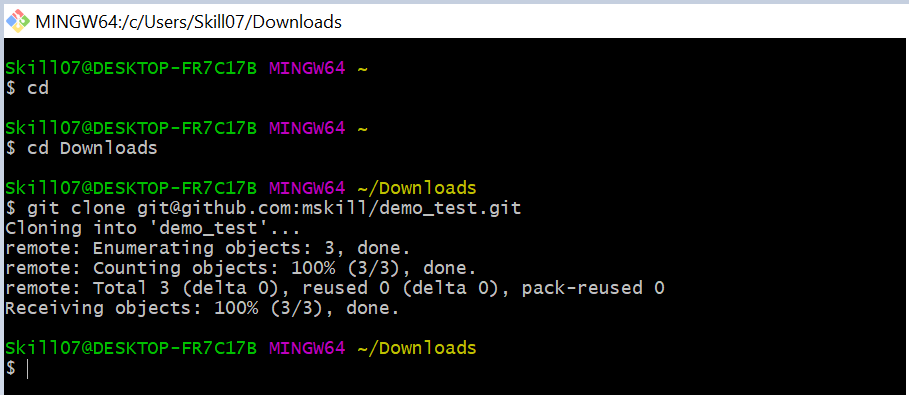 MINGW64:/c/Users/Skill07/Downloads
Skill07@DESKTOP-FR7C17B MINGW64 ~
$ cd
Skill07@DESKTOP-FR7C17B MINGW64 ~
$ cd Downloads
Skill07@DESKTOP-FR7C17B MINGW64 ~/Downloads
$ git clone git@github.com:mskill/demo_test.git
Cloning into 'demo_test'...
remote: Enumerating objects: 3, done.
remote: Counting objects: 100% (3/3), done.
remote: Total 3 (delta 0), reused 0 (delta 0), pack-reused 0
Receiving objects: 100% (3/3), done.
Skill07@DESKTOP-FR7C17B MINGW64 ~/Downloads
$